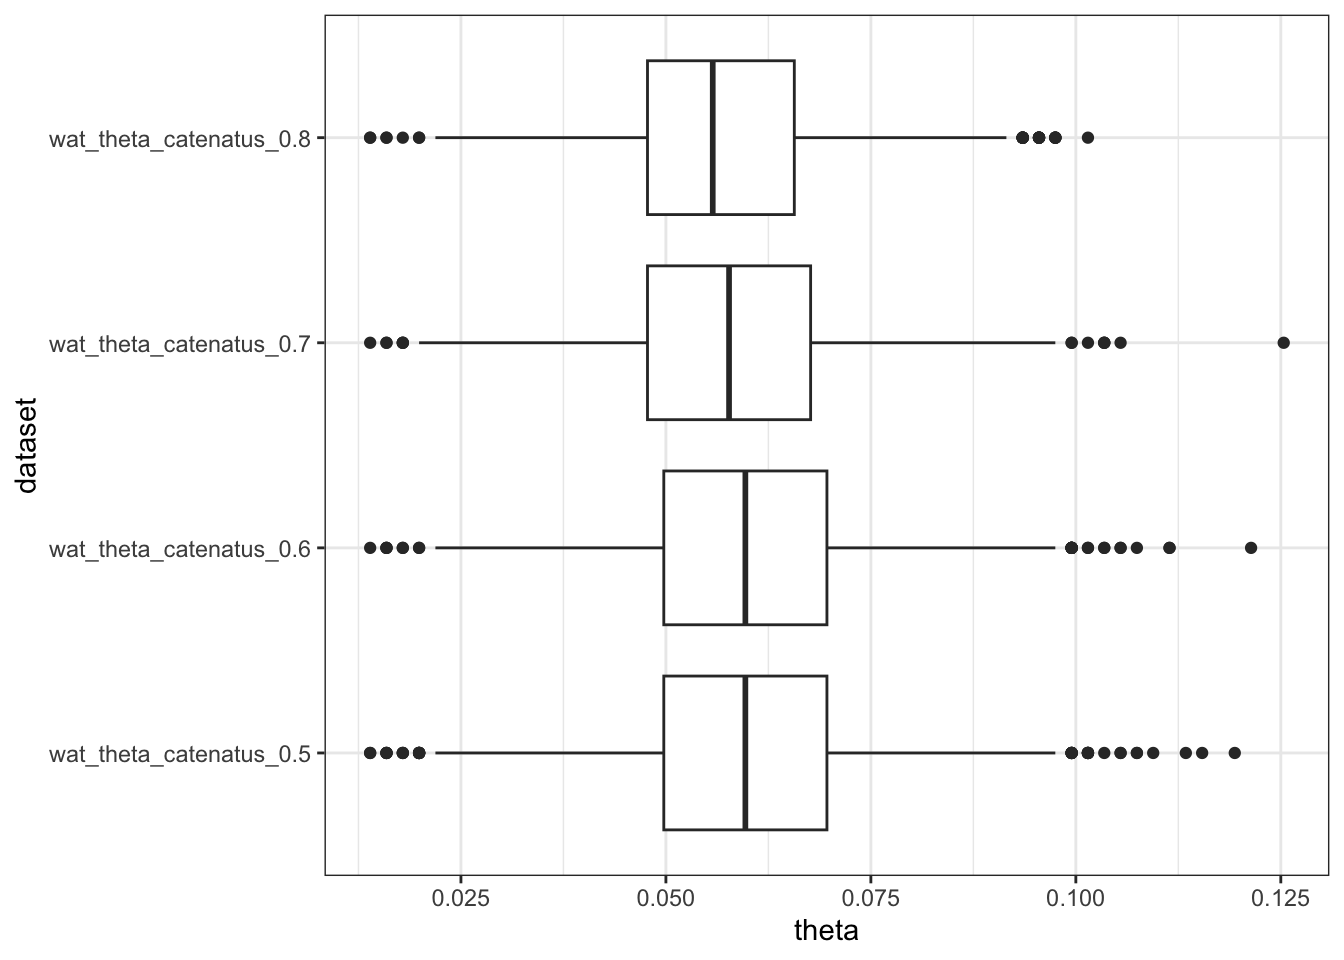 wat_theta_catenatus_0.8
wat_theta_catenatus_0.7
dataset
wat_theta_catenatus_0.6
wat_theta_catenatus_0.5
0.025 0.050 0.075 0.100 0.125
theta